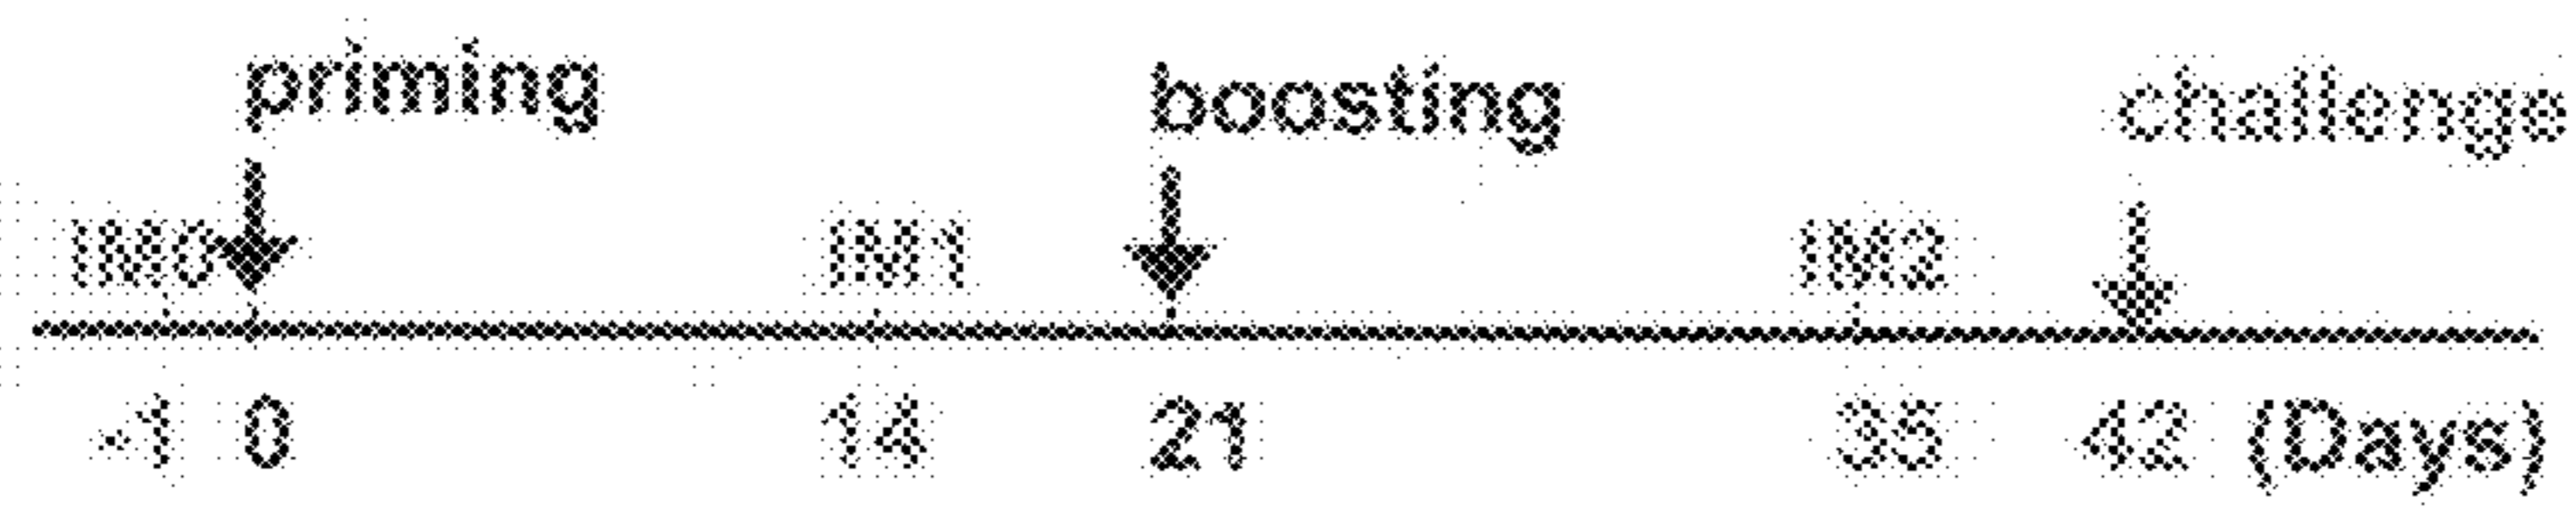 priming boosting challenge
IM0 IM1 IM2
-1 0 14 21 35 42 (Days)